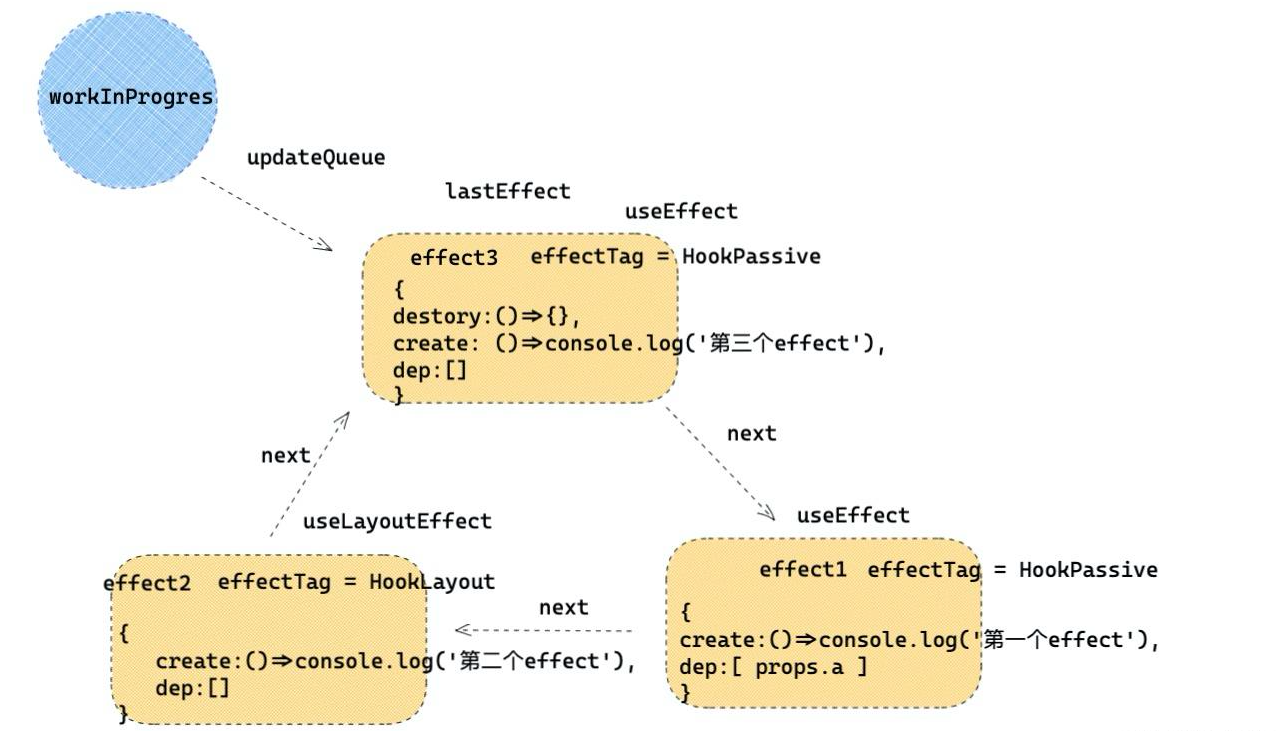 workInProgres
updateQueue
lastEffect
useEffect
effect3 effectTag = HookPassive
{
destory:()=>{},
create: ()=>console.log('第三个effect'),
dep:[]
}
next
next
useLayoutEffect
effect2 effectTag = HookLayout
{
create:()=>console.log('第二个effect'),
dep:[]
}
next
useEffect
effect1 effectTag = HookPassive
{
create:()=>console.log('第一个effect'),
dep:[ props.a ]
}